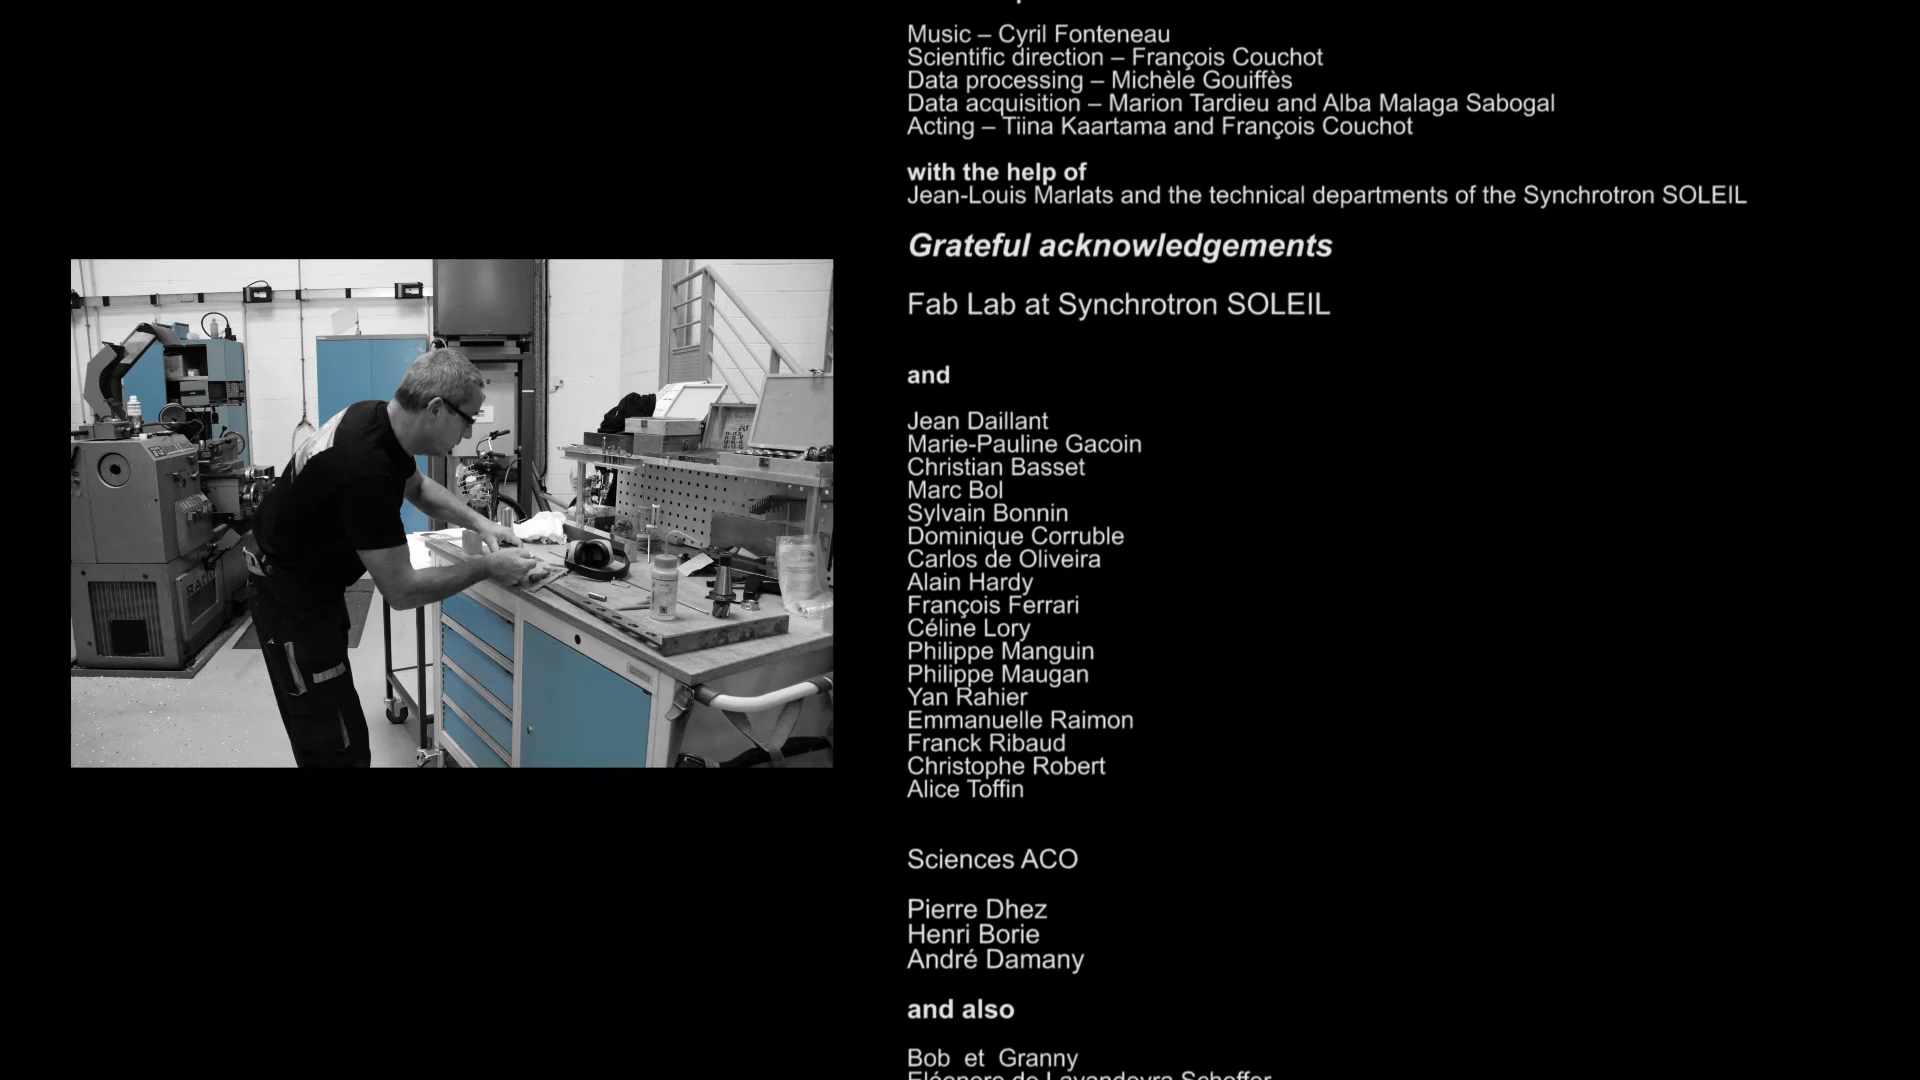 Music – Cyril Fonteneau
Scientific direction – François Couchot
Data processing – Michèle Gouiffès
Data acquisition – Marion Tardieu and Alba Malaga Sabogal
Acting – Tiina Kaartama and François Couchot
with the help of
Jean-Louis Marlats and the technical departments of the Synchrotron SOLEIL
Grateful acknowledgements
Fab Lab at Synchrotron SOLEIL
and
Jean Daillant
Marie-Pauline Gacoin
Christian Basset
Marc Bol
Sylvain Bonnin
Dominique Corruble
Carlos de Oliveira
Alain Hardy
François Ferrari
Céline Lory
Philippe Manguin
Philippe Maugan
Yan Rahier
Emmanuelle Raimon
Franck Ribaud
Christophe Robert
Alice Toffin
Sciences ACO
Pierre Dhez
Henri Borie
André Damany
and also
Bob et Granny